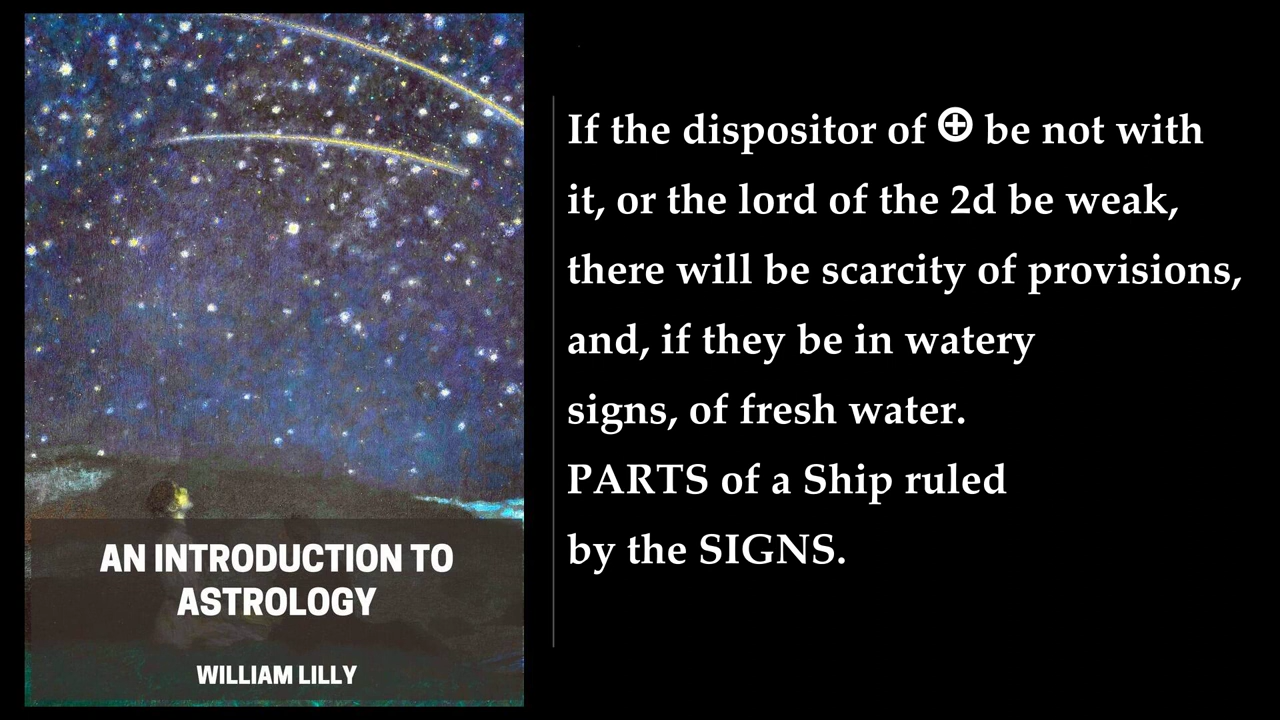 AN INTRODUCTION TO
ASTROLOGY
WILLIAM LILLY
If the dispositor of ⊕ be not with
it, or the lord of the 2d be weak,
there will be scarcity of provisions,
and, if they be in watery
signs, of fresh water.
PARTS of a Ship ruled
by the SIGNS.